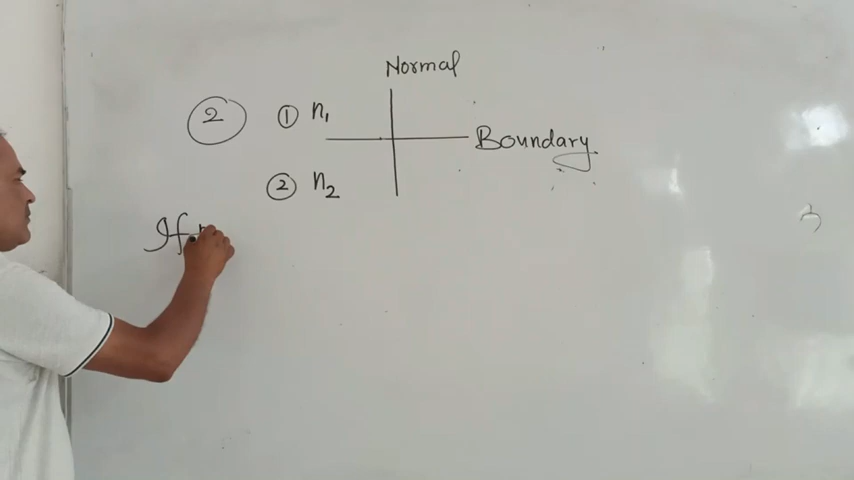 Normal
② ① n₁
Boundary
② n₂
If